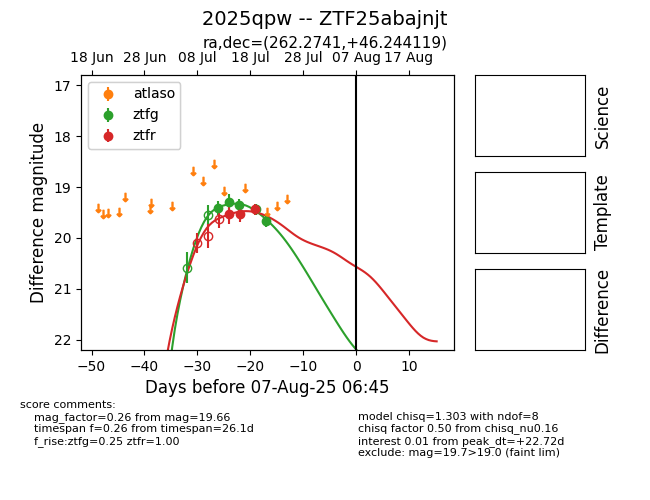 2025qpw -- ZTF25abajnjt
ra,dec=(262.2741,+46.244119)
18 Jun 28 Jun 08 Jul 18 Jul 28 Jul 07 Aug 17 Aug
atlaso
ztfg
ztfr
17
18
19
20
21
22
Difference magnitude
−50 −40 −30 −20 −10 0 10
Days before 07-Aug-25 06:45
Science
Template
Difference
score comments:
mag_factor=0.26 from mag=19.66
timespan f=0.26 from timespan=26.1d
f_rise:ztfg=0.25 ztfr=1.00
model chisq=1.303 with ndof=8
chisq factor 0.50 from chisq_nu0.16
interest 0.01 from peak_dt=+22.72d
exclude: mag=19.7>19.0 (faint lim)